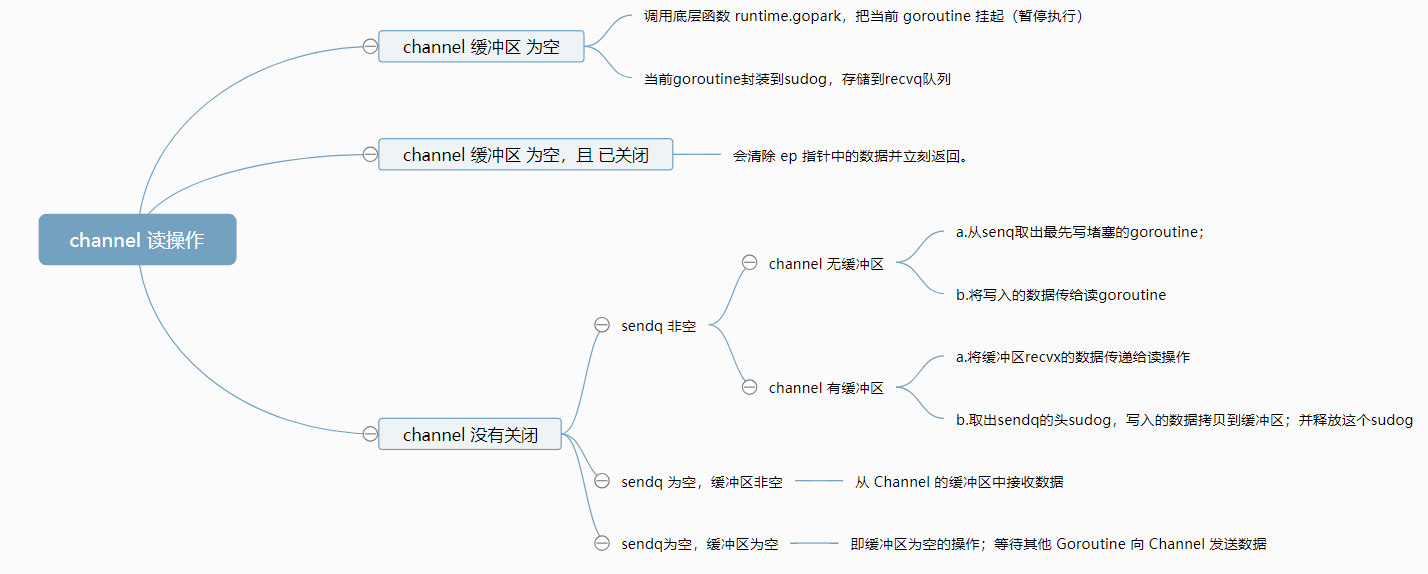 channel 读操作
channel 缓冲区 为空
调用底层函数 runtime.gopark，把当前 goroutine 挂起（暂停执行）
当前goroutine封装到sudog，存储到recvq队列
channel 缓冲区 为空，且 已关闭
会清除 ep 指针中的数据并立刻返回。
channel 没有关闭
sendq 非空
channel 无缓冲区
a.从senq取出最先写堵塞的goroutine；
b.将写入的数据传给读goroutine
channel 有缓冲区
a.将缓冲区recvx的数据传递给读操作
b.取出sendq的头sudog，写入的数据拷贝到缓冲区；并释放这个sudog
sendq 为空，缓冲区非空
从 Channel 的缓冲区中接收数据
sendq为空，缓冲区为空
即缓冲区为空的操作；等待其他 Goroutine 向 Channel 发送数据